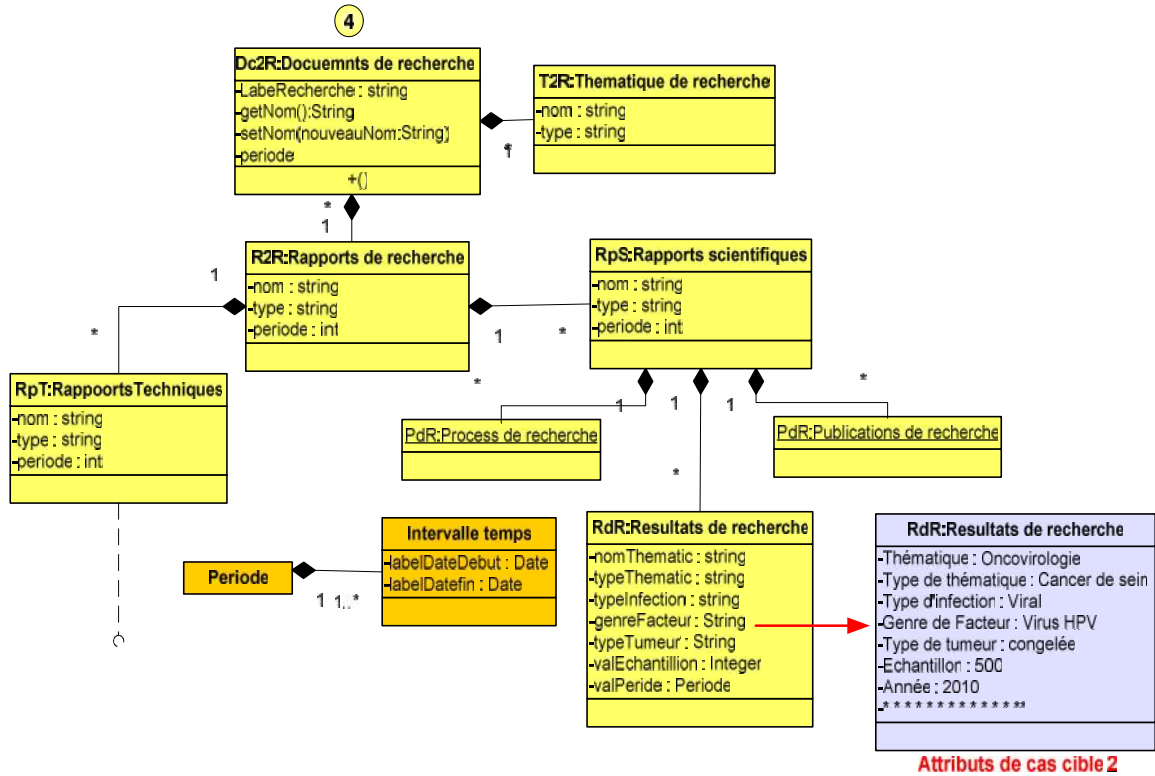 4
Dc2R:Docuemnts de recherche
-LabeRecherche : string
-getNom():String
-setNom(nouveauNom:String)
-periode
+()
T2R:Thematique de recherche
-nom : string
-type : string
*
1
*
1
R2R:Rapports de recherche
-nom : string
-type : string
-periode : int
RpS:Rapports scientifiques
-nom : string
-type : string
-periode : int
1
*
1
*
RpT:RappoortsTechniques
-nom : string
-type : string
-periode : int
*
1
1
1
*
PdR:Process de recherche
PdR:Publications de recherche
*
Intervalle temps
-labelDateDebut : Date
-labelDatefin : Date
Periode
1
1..*
RdR:Resultats de recherche
-nomThematic : string
-typeThematic : string
-typeInfection : string
-genreFacteur : String
-typeTumeur : String
-valEchantillion : Integer
-valPeride : Periode
RdR:Resultats de recherche
-Thématique : Oncovirologie
-Type de thématique : Cancer de sein
-Type d'infection : Viral
-Genre de Facteur : Virus HPV
-Type de tumeur : congelée
-Echantillon : 500
-Année : 2010
-* * * * * * * * * * * * * *
Attributs de cas cible 2